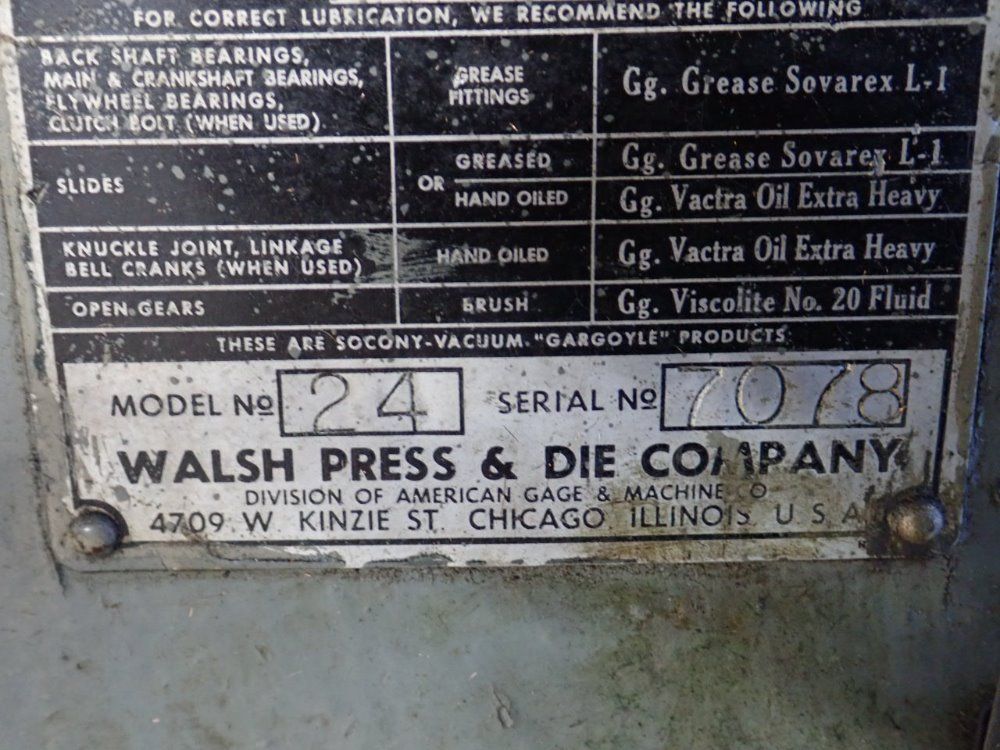 FOR CORRECT LUBRICATION, WE RECOMMEND THE FOLLOWING
BACK SHAFT BEARINGS,
MAIN & CRANKSHAFT BEARINGS,
FLYWHEEL BEARINGS,
CLUTCH BOLT (WHEN USED)
GREASE
FITTINGS
Gg. Grease Sovarex L-1
SLIDES
OR
GREASED
Gg. Grease Sovarex L-1
HAND OILED
Gg. Vactra Oil Extra Heavy
KNUCKLE JOINT, LINKAGE
BELL CRANKS (WHEN USED)
HAND OILED
Gg. Vactra Oil Extra Heavy
OPEN GEARS
BRUSH
Gg. Viscolite No. 20 Fluid
THESE ARE SOCONY-VACUUM "GARGOYLE" PRODUCTS
MODEL No 24 SERIAL No 7078
WALSH PRESS & DIE COMPANY
DIVISION OF AMERICAN GAGE & MACHINE CO
4709 W KINZIE ST. CHICAGO ILLINOIS U S A